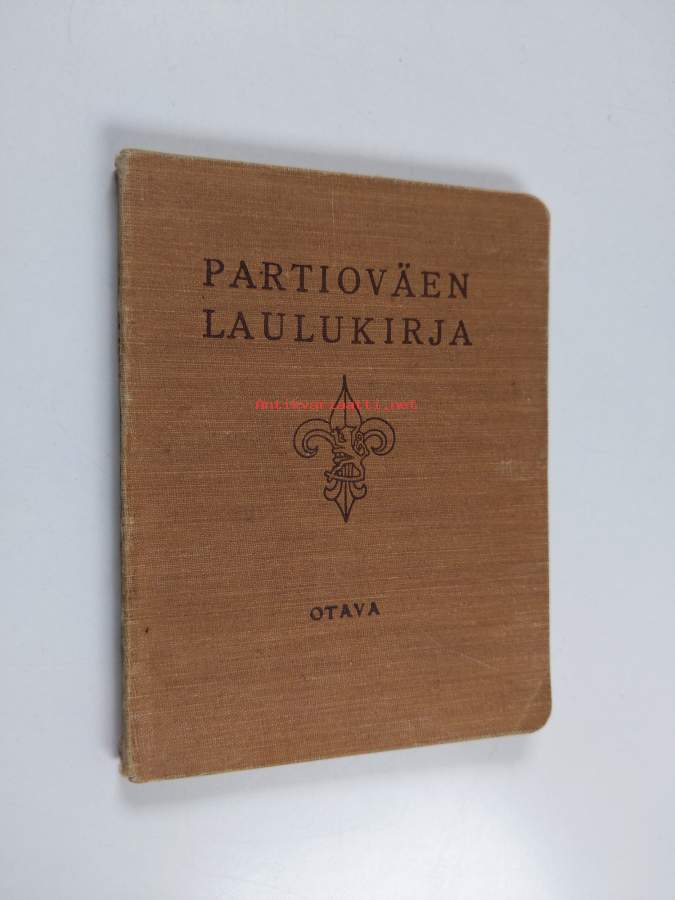 PARTIOVÄEN
LAULUKIRJA
Antikvariaatti.net
OTAVA